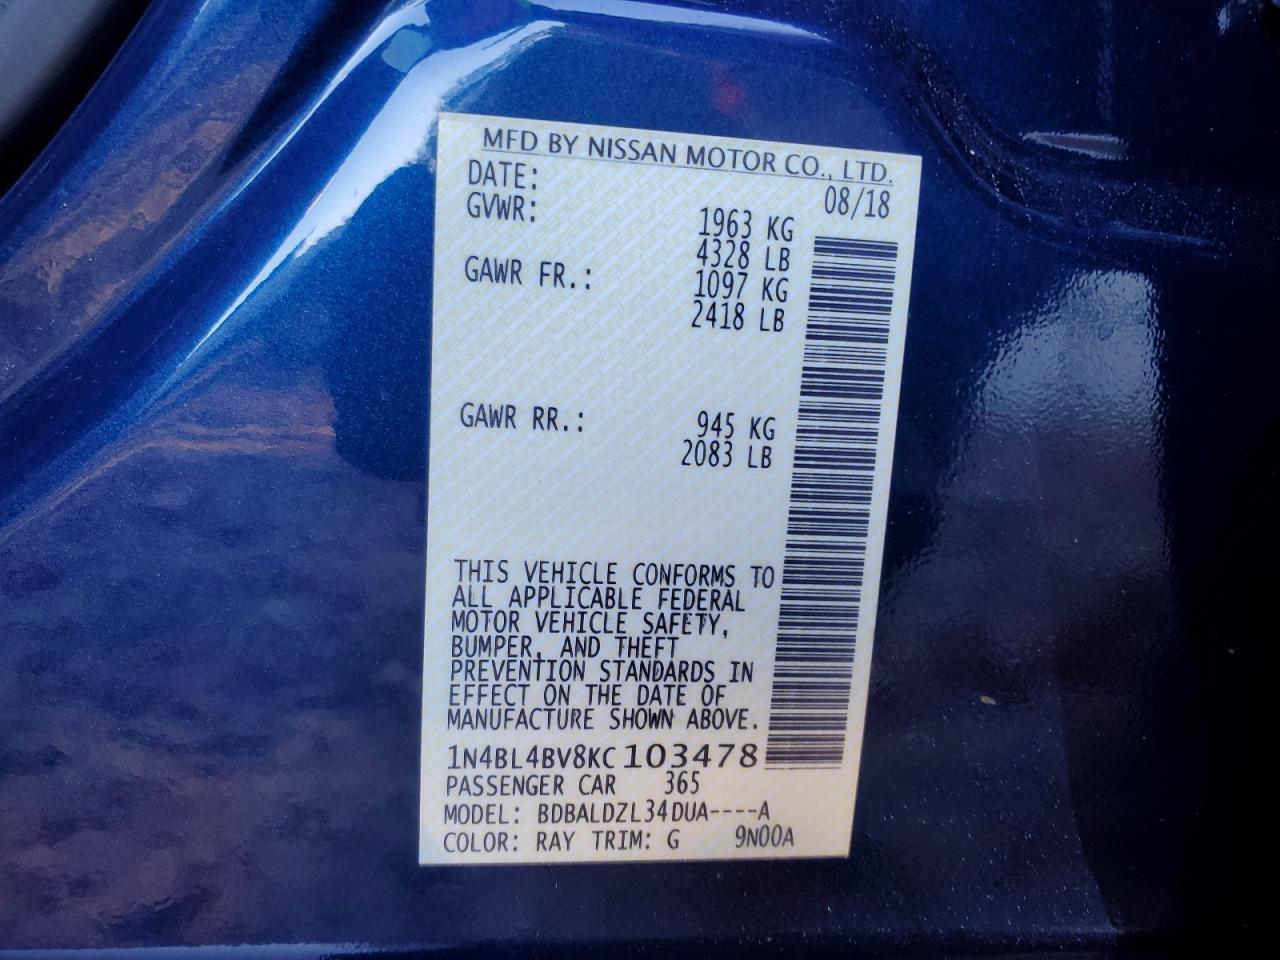 MFD BY NISSAN MOTOR CO., LTD.
DATE: 08/18
GVWR: 1963 KG
4328 LB
GAWR FR.: 1097 KG
2418 LB
GAWR RR.: 945 KG
2083 LB
THIS VEHICLE CONFORMS TO
ALL APPLICABLE FEDERAL
MOTOR VEHICLE SAFETY,
BUMPER, AND THEFT
PREVENTION STANDARDS IN
EFFECT ON THE DATE OF
MANUFACTURE SHOWN ABOVE.
1N4BL4BV8KC103478
PASSENGER CAR 365
MODEL: BDBALDZL34DUA----A
COLOR: RAY TRIM: G 9N00A